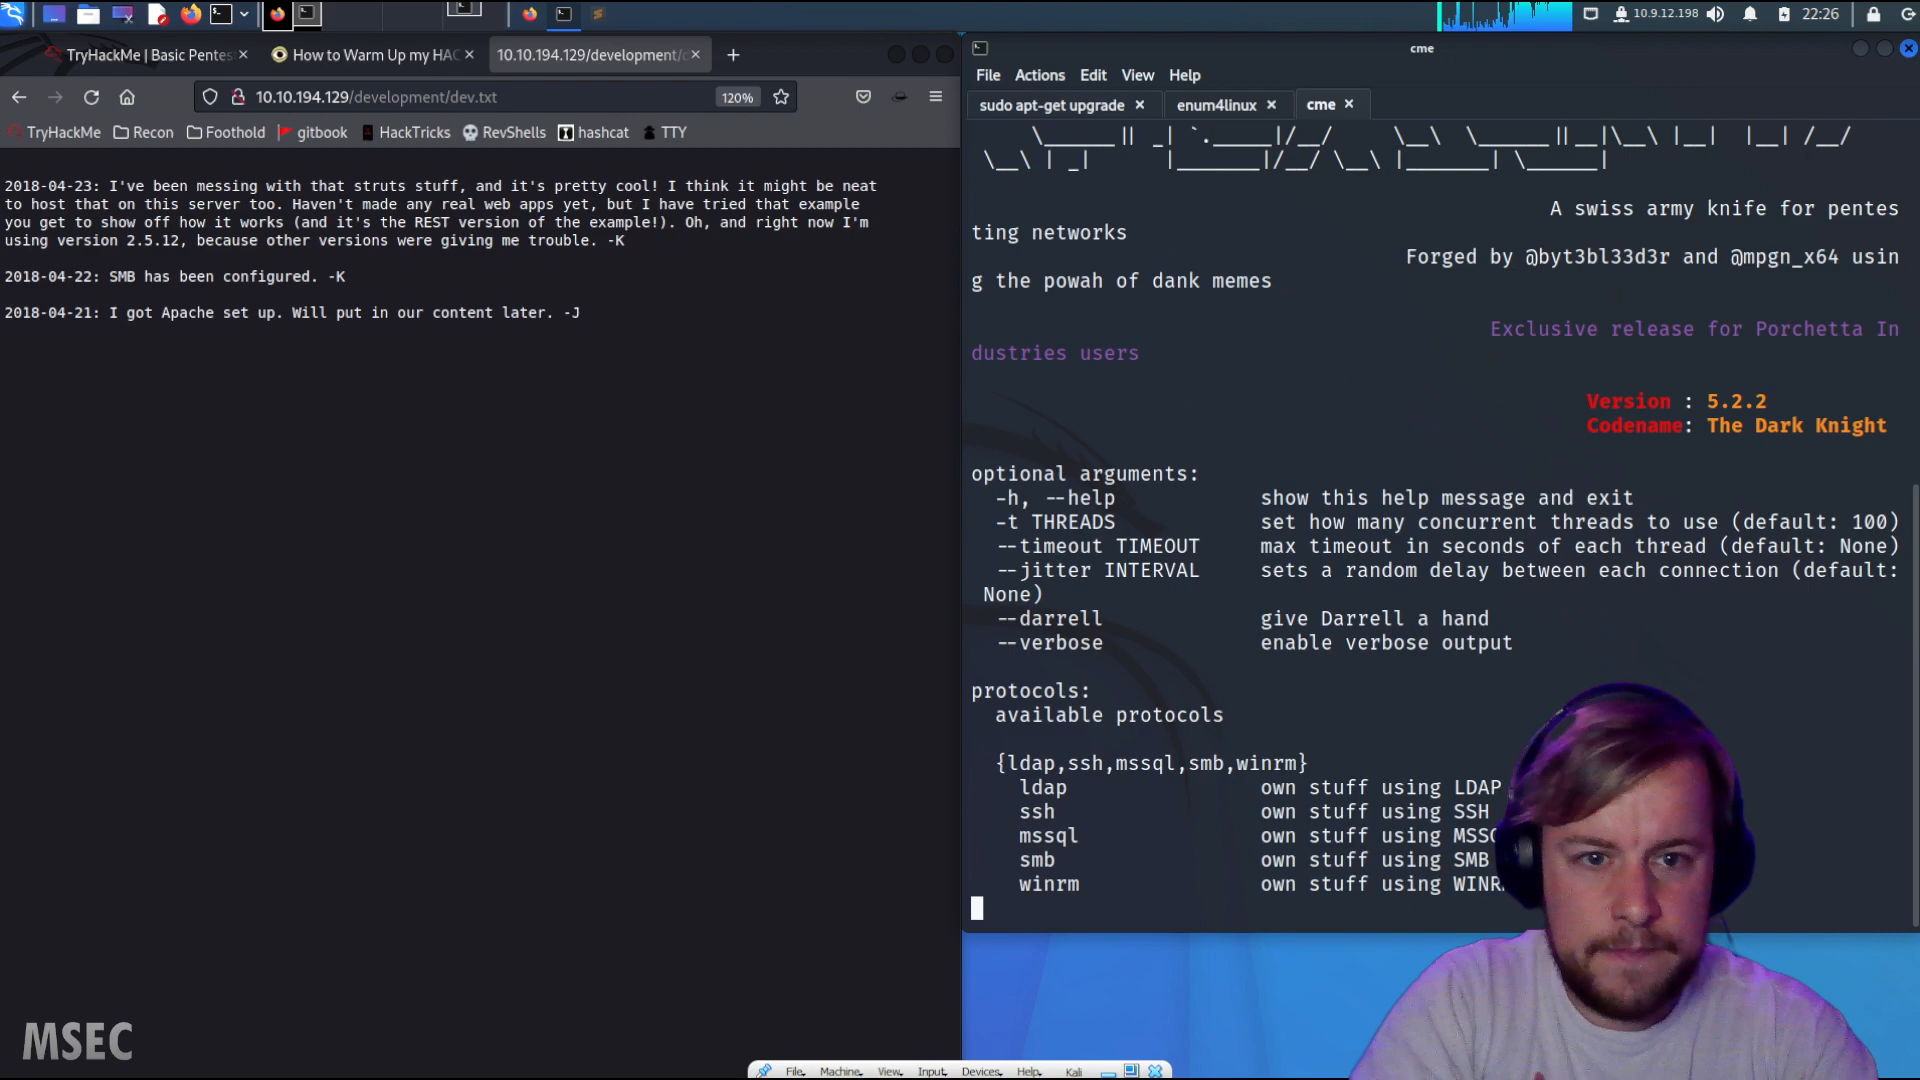 10.9.12.198
22:26
TryHackMe | Basic Pentes
How to Warm Up my HAC
10.10.194.129/development/
10.10.194.129/development/dev.txt
120%
TryHackMe
Recon
Foothold
gitbook
HackTricks
RevShells
hashcat
TTY
2018-04-23: I've been messing with that struts stuff, and it's pretty cool! I think it might be neat
to host that on this server too. Haven't made any real web apps yet, but I have tried that example
you get to show off how it works (and it's the REST version of the example!). Oh, and right now I'm
using version 2.5.12, because other versions were giving me trouble. -K
2018-04-22: SMB has been configured. -K
2018-04-21: I got Apache set up. Will put in our content later. -J
MSEC
cme
File Actions Edit View Help
sudo apt-get upgrade
enum4linux
cme
A swiss army knife for pentes
ting networks
Forged by @byt3bl33d3r and @mpgn_x64 usin
g the powah of dank memes
Exclusive release for Porchetta In
dustries users
Version : 5.2.2
Codename: The Dark Knight
optional arguments:
-h, --help show this help message and exit
-t THREADS set how many concurrent threads to use (default: 100)
--timeout TIMEOUT max timeout in seconds of each thread (default: None)
--jitter INTERVAL sets a random delay between each connection (default:
None)
--darrell give Darrell a hand
--verbose enable verbose output
protocols:
available protocols
{ldap,ssh,mssql,smb,winrm}
ldap own stuff using LDAP
ssh own stuff using SSH
mssql own stuff using
smb own stuff using SMB
winrm own stuff using
File Machine View Input Devices Help Kali